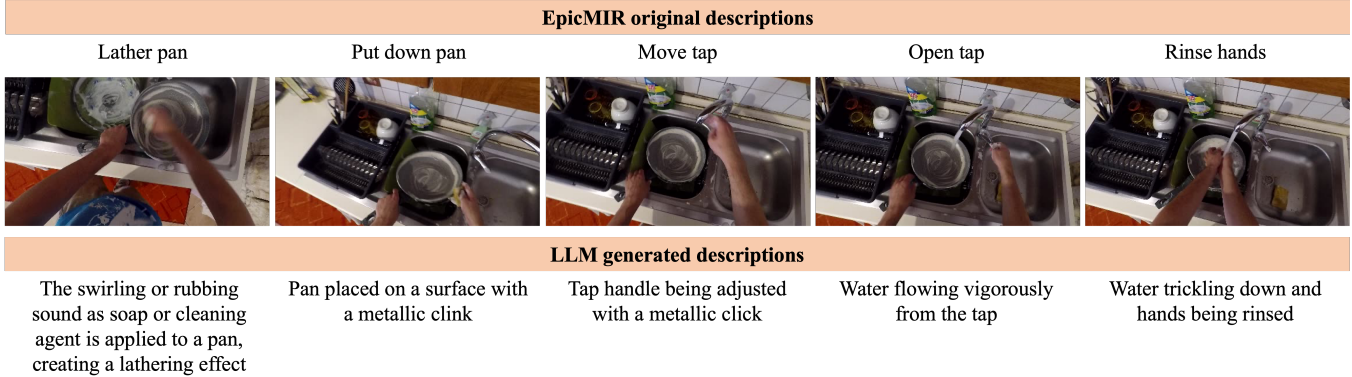 EpicMIR original descriptions
Lather pan
Put down pan
Move tap
Open tap
Rinse hands
LLM generated descriptions
The swirling or rubbing
sound as soap or cleaning
agent is applied to a pan,
creating a lathering effect
Pan placed on a surface with
a metallic clink
Tap handle being adjusted
with a metallic click
Water flowing vigorously
from the tap
Water trickling down and
hands being rinsed